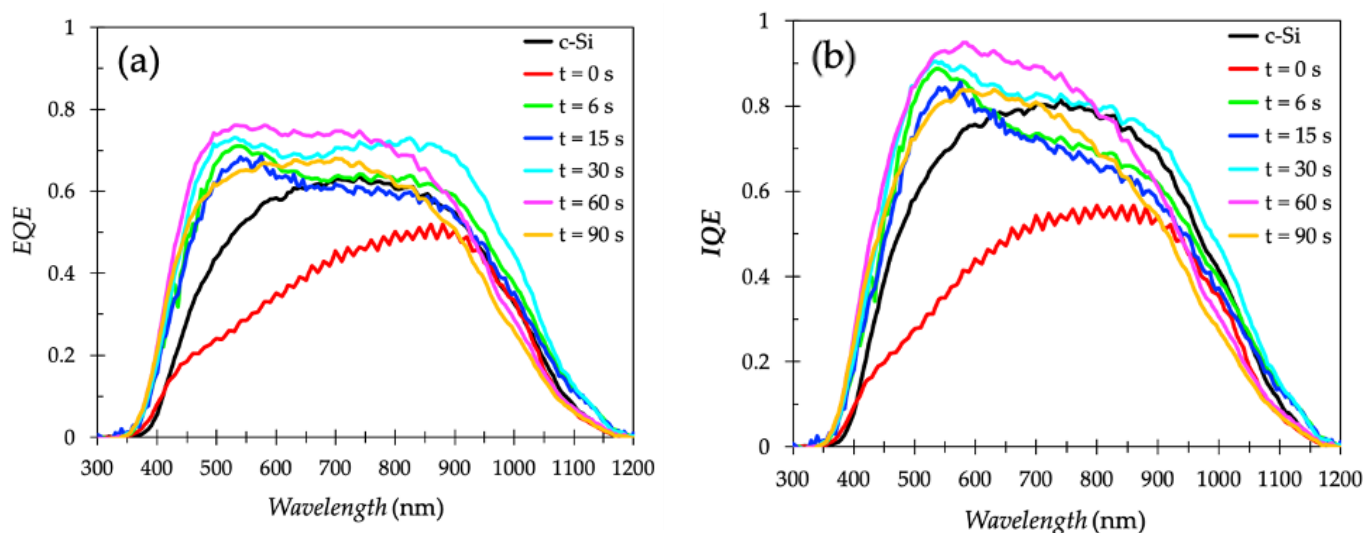 (a)
EQE
1
0.8
0.6
0.4
0.2
0
c-Si
t = 0 s
t = 6 s
t = 15 s
t = 30 s
t = 60 s
t = 90 s
300 400 500 600 700 800 900 1000 1100 1200
Wavelength (nm)
(b)
IQE
1
0.8
0.6
0.4
0.2
0
c-Si
t = 0 s
t = 6 s
t = 15 s
t = 30 s
t = 60 s
t = 90 s
300 400 500 600 700 800 900 1000 1100 1200
Wavelength (nm)